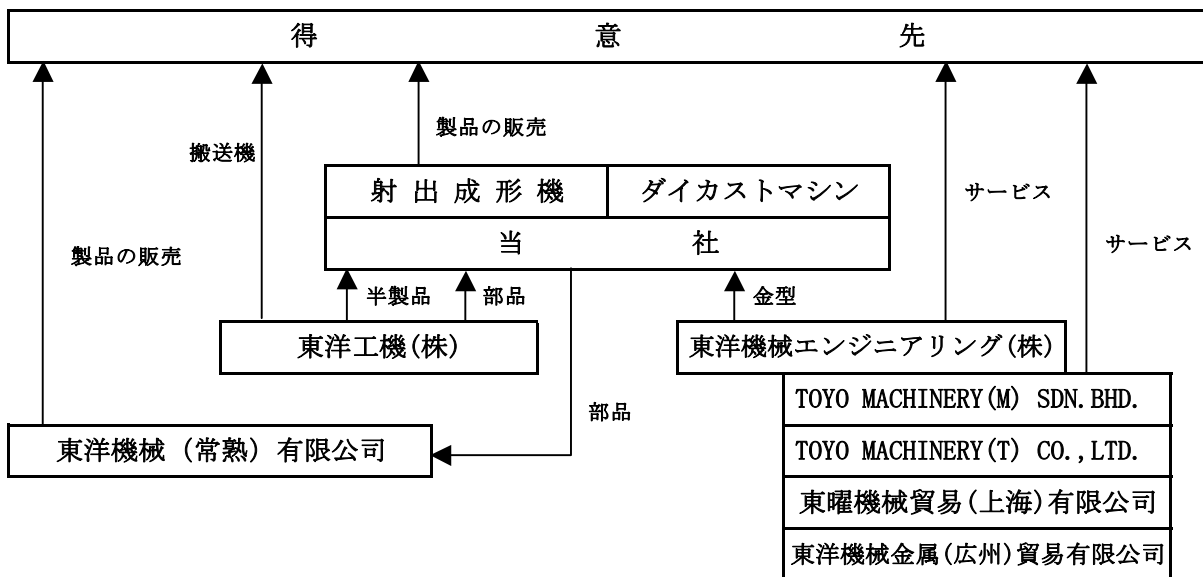 得意先
製品の販売
搬送機
射出成形機
ダイカストマシン
サービス
当社
サービス
製品の販売
半製品
部品
金型
東洋工機(株)
東洋機械エンジニアリング(株)
TOYO MACHINERY(M) SDN.BHD.
部品
東洋機械(常熟)有限公司
TOYO MACHINERY(T) CO.,LTD.
東曜機械貿易(上海)有限公司
東洋機械金属(広州)貿易有限公司